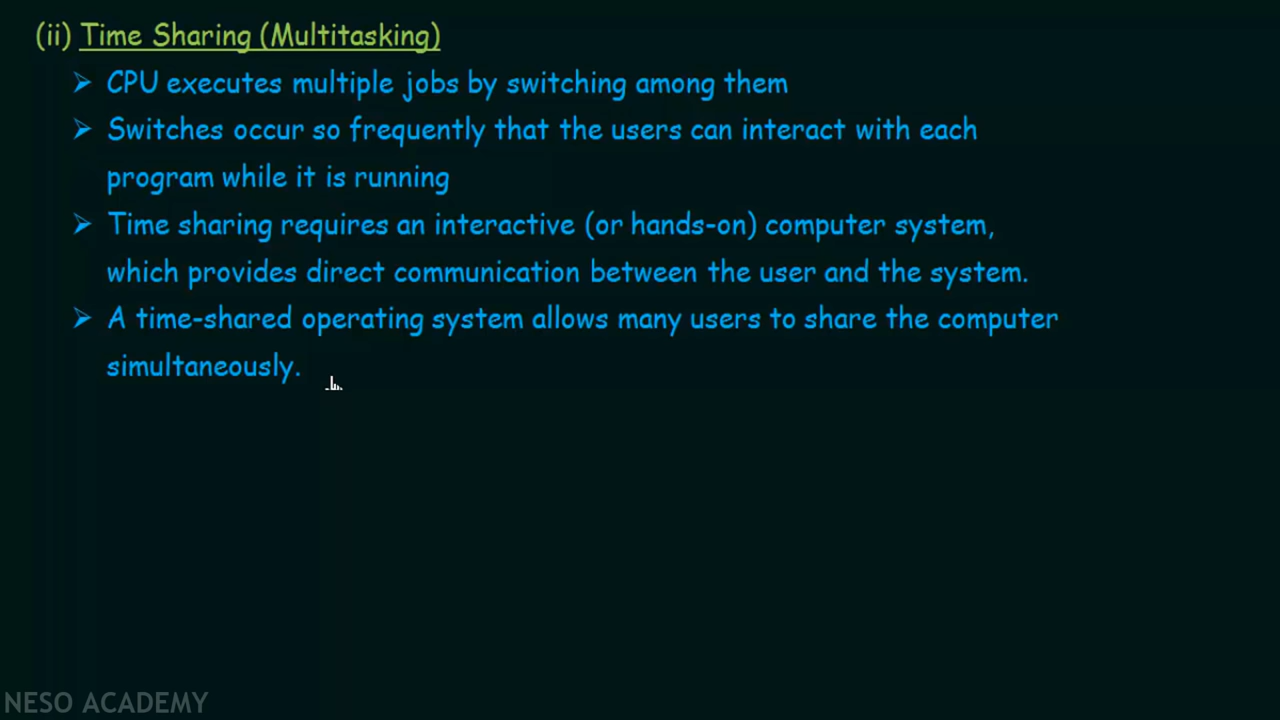 (ii) Time Sharing (Multitasking)
➢ CPU executes multiple jobs by switching among them
➢ Switches occur so frequently that the users can interact with each
program while it is running
➢ Time sharing requires an interactive (or hands-on) computer system,
which provides direct communication between the user and the system.
➢ A time-shared operating system allows many users to share the computer
simultaneously.
NESO ACADEMY